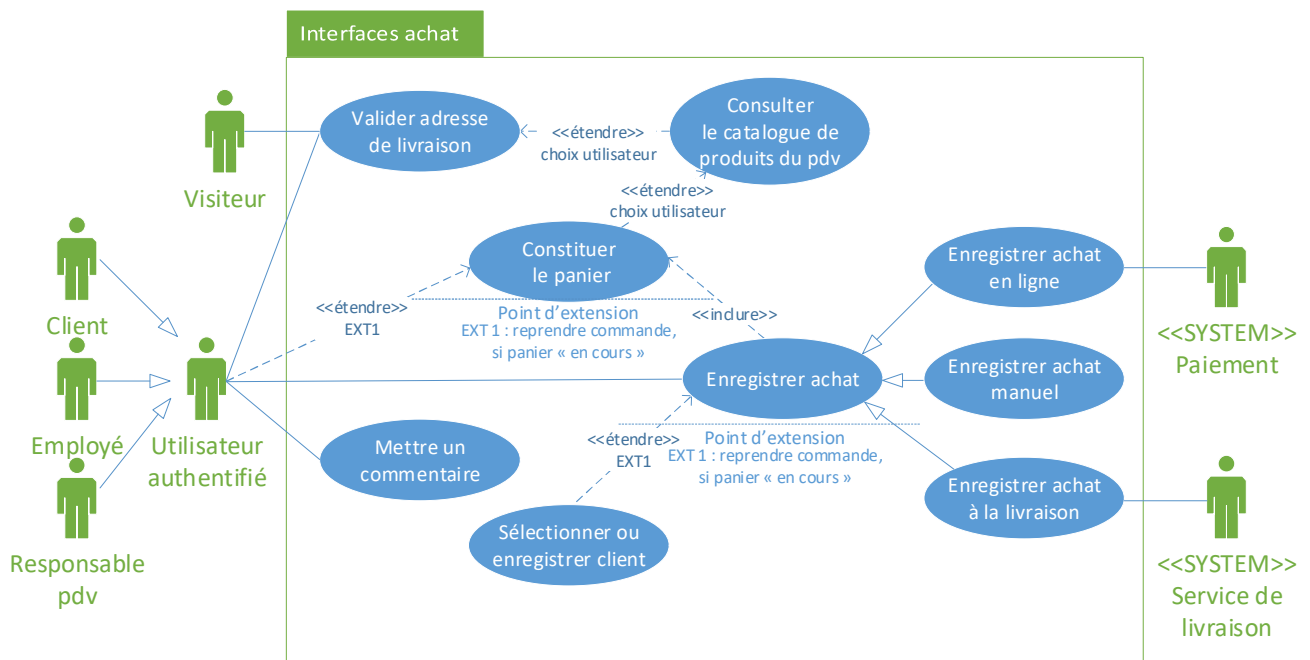 Interfaces achat
Valider adresse
de livraison
<<étendre>>
choix utilisateur
Consulter
le catalogue de
produits du pdv
Visiteur
<<étendre>>
choix utilisateur
Constituer
le panier
Enregistrer achat
en ligne
<<étendre>>
EXT1
Point d'extension
EXT 1 : reprendre commande,
si panier « en cours »
<<inclure>>
Client
<<SYSTEM>>
Paiement
Enregistrer achat
Enregistrer achat
manuel
Employé
Utilisateur
authentifié
Mettre un
commentaire
<<étendre>>
EXT1
Point d'extension
EXT 1 : reprendre commande,
si panier « en cours »
Enregistrer achat
à la livraison
Sélectionner ou
enregistrer client
Responsable
pdv
<<SYSTEM>>
Service de
livraison